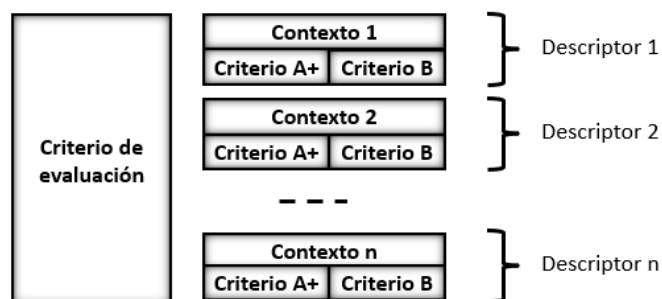 Criterio de
evaluación
Contexto 1
Criterio A+ Criterio B
Descriptor 1
Contexto 2
Criterio A+ Criterio B
Descriptor 2
Contexto n
Criterio A+ Criterio B
Descriptor n